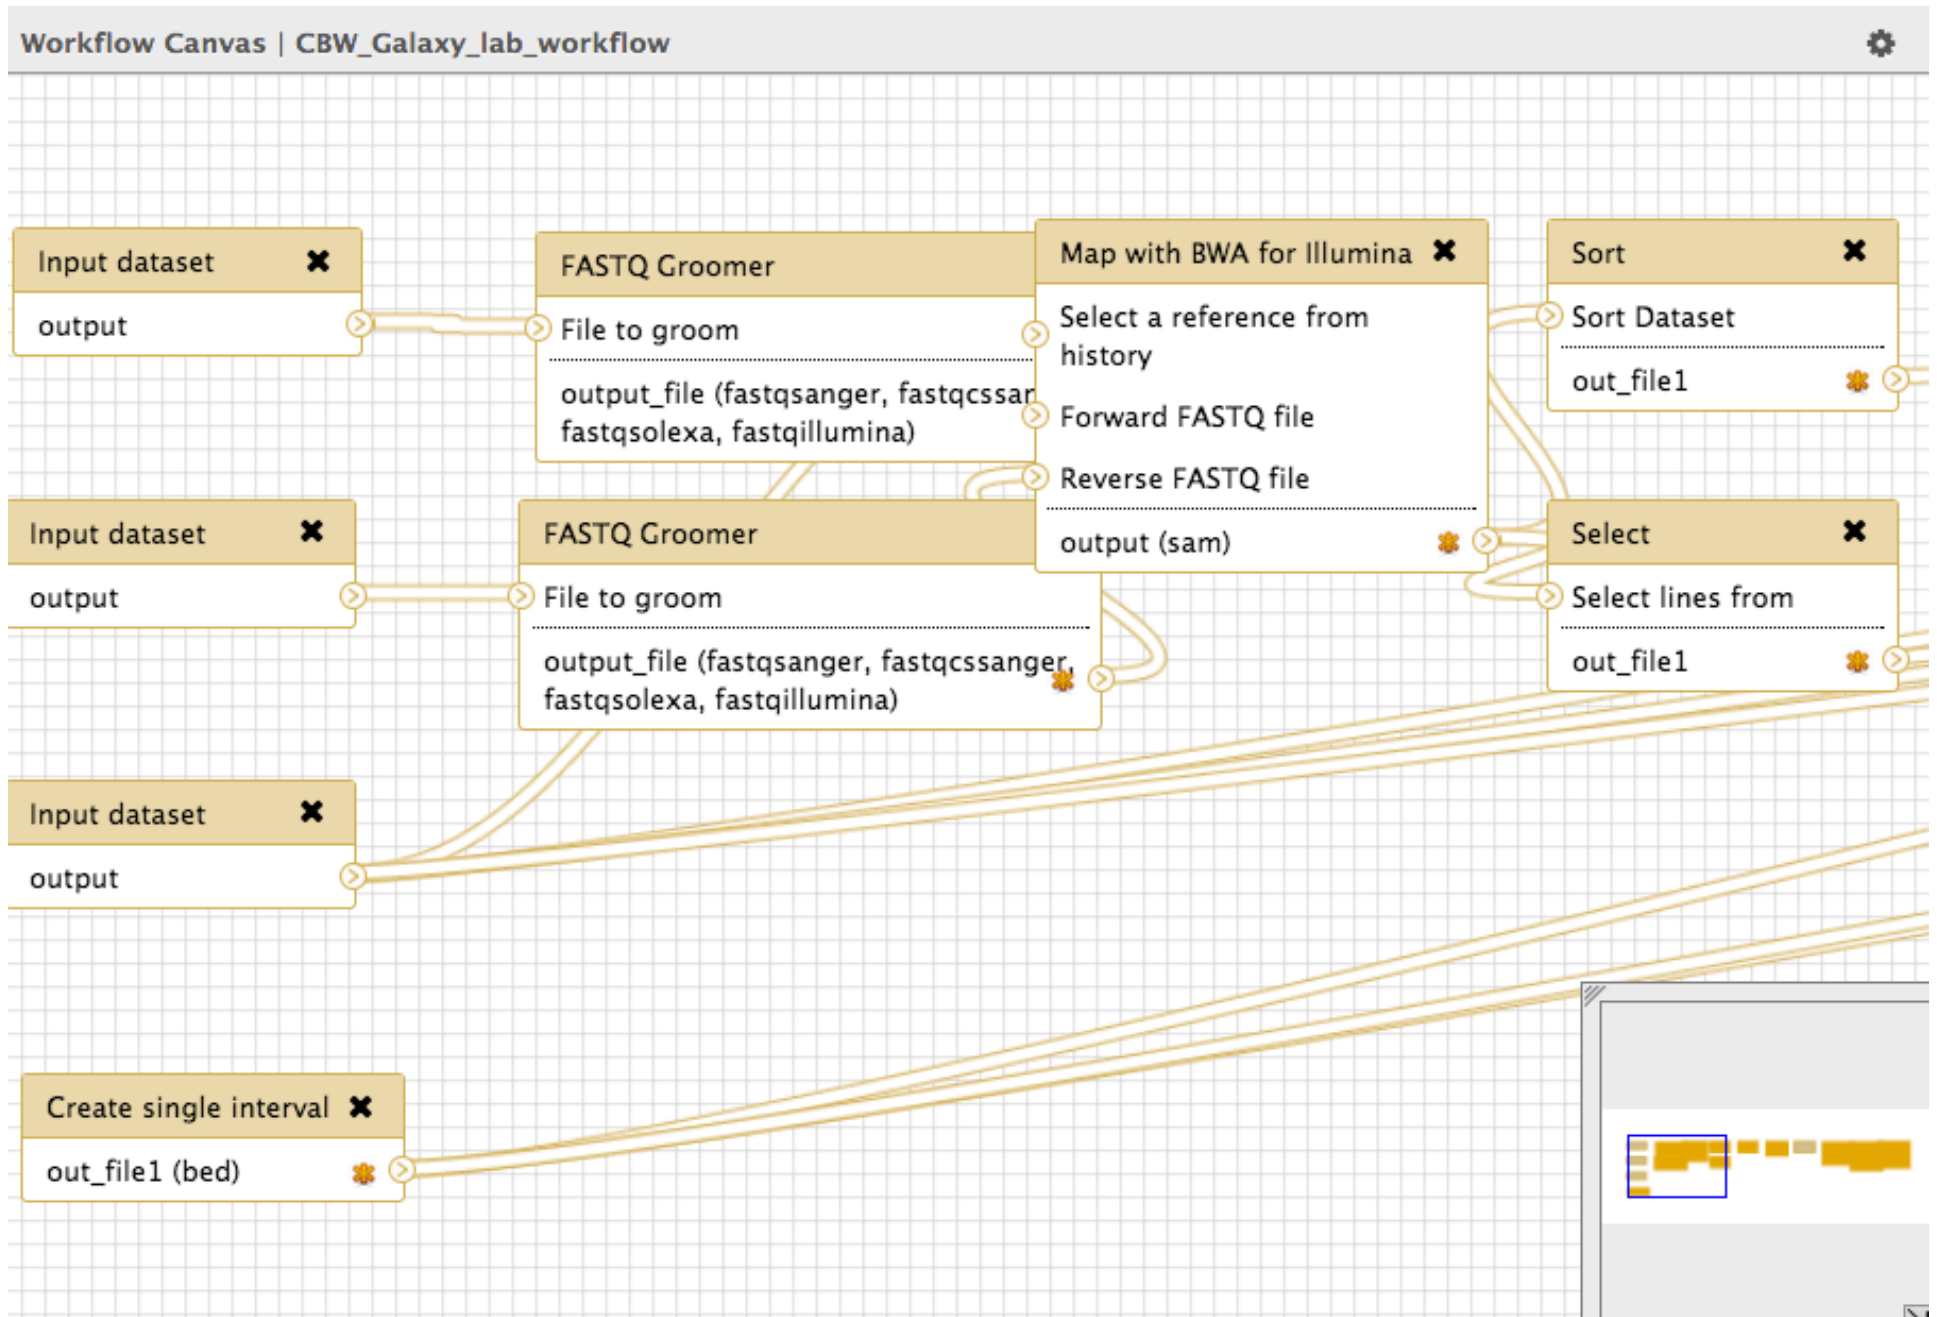 Workflow Canvas | CBW_Galaxy_lab_workflow
Input dataset
output
FASTQ Groomer
File to groom
output_file (fastqsanger, fastqcssan
fastqsolexa, fastqillumina)
Map with BWA for Illumina
Select a reference from
history
Forward FASTQ file
Reverse FASTQ file
output (sam)
Sort
Sort Dataset
out_file1
Input dataset
output
FASTQ Groomer
File to groom
output_file (fastqsanger, fastqcssanger,
fastqsolexa, fastqillumina)
Select
Select lines from
out_file1
Input dataset
output
Create single interval
out_file1 (bed)